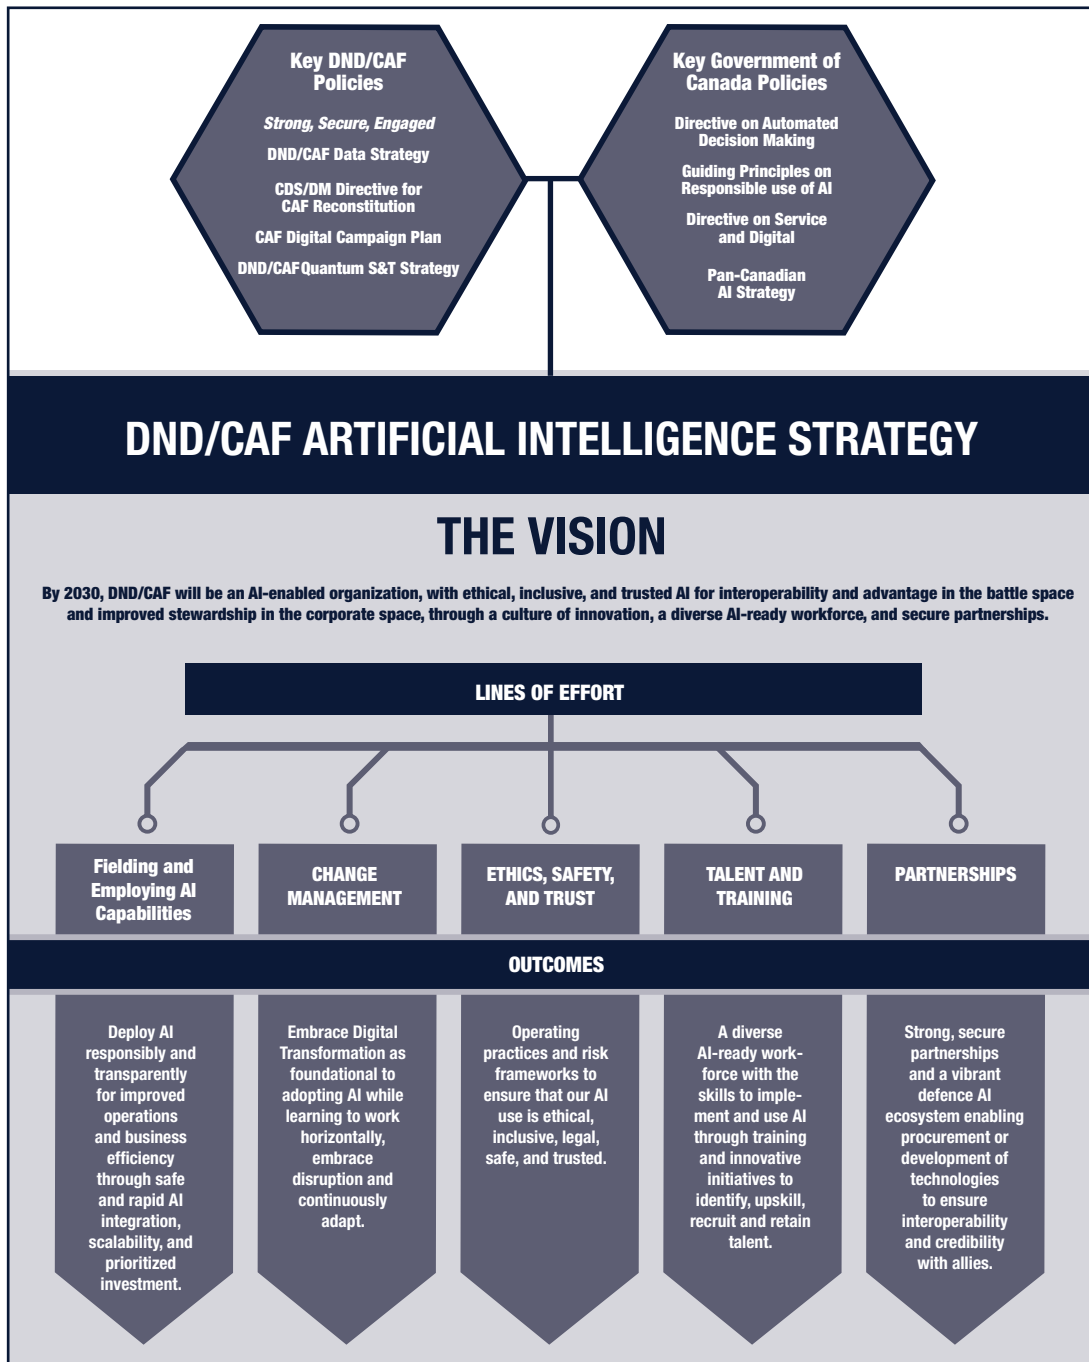 Key DND/CAF
Policies
Strong, Secure, Engaged
DND/CAF Data Strategy
CDS/DM Directive for
CAF Reconstitution
CAF Digital Campaign Plan
DND/CAF Quantum S&T Strategy
Key Government of
Canada Policies
Directive on Automated
Decision Making
Guiding Principles on
Responsible use of AI
Directive on Service
and Digital
Pan-Canadian
AI Strategy
DND/CAF ARTIFICIAL INTELLIGENCE STRATEGY
THE VISION
By 2030, DND/CAF will be an AI-enabled organization, with ethical, inclusive, and trusted AI for interoperability and advantage in the battle space
and improved stewardship in the corporate space, through a culture of innovation, a diverse AI-ready workforce, and secure partnerships.
LINES OF EFFORT
Fielding and
Employing AI
Capabilities
CHANGE
MANAGEMENT
ETHICS, SAFETY,
AND TRUST
TALENT AND
TRAINING
PARTNERSHIPS
OUTCOMES
Deploy AI
responsibly and
transparently
for improved
operations
and business
efficiency
through safe
and rapid AI
integration,
scalability, and
prioritized
investment.
Embrace Digital
Transformation as
foundational to
adopting AI while
learning to work
horizontally,
embrace
disruption and
continuously
adapt.
Operating
practices and risk
frameworks to
ensure that our AI
use is ethical,
inclusive, legal,
safe, and trusted.
A diverse
AI-ready work-
force with the
skills to imple-
ment and use AI
through training
and innovative
initiatives to
identify, upskill,
recruit and retain
talent.
Strong, secure
partnerships
and a vibrant
defence AI
ecosystem enabling
procurement or
development of
technologies
to ensure
interoperability
and credibility
with allies.